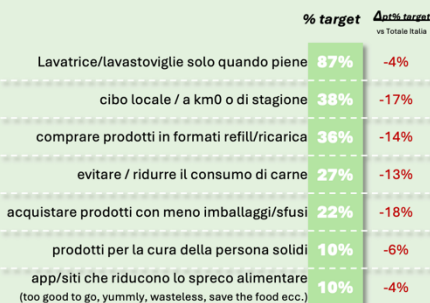 % target Δpt% target
vs Totale Italia
Lavatrice/lavastoviglie solo quando piene 87% -4%
cibo locale / a km0 o di stagione 38% -17%
comprare prodotti in formati refill/ricarica 36% -14%
evitare / ridurre il consumo di carne 27% -13%
acquistare prodotti con meno imballaggi/sfusi 22% -18%
prodotti per la cura della persona solidi 10% -6%
app/siti che riducono lo spreco alimentare 10% -4%
(too good to go, yummly, wasteless, save the food ecc.)